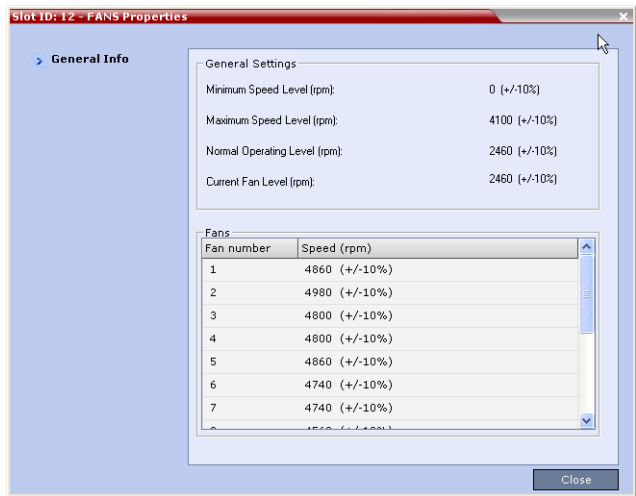 Slot ID: 12 - FANS Properties
General Info
General Settings
Minimum Speed Level (rpm): 0 (+/-10%)
Maximum Speed Level (rpm): 4100 (+/-10%)
Normal Operating Level (rpm): 2460 (+/-10%)
Current Fan Level (rpm): 2460 (+/-10%)
Fans
Fan number Speed (rpm)
1 4860 (+/-10%)
2 4980 (+/-10%)
3 4800 (+/-10%)
4 4800 (+/-10%)
5 4860 (+/-10%)
6 4740 (+/-10%)
7 4740 (+/-10%)
Close